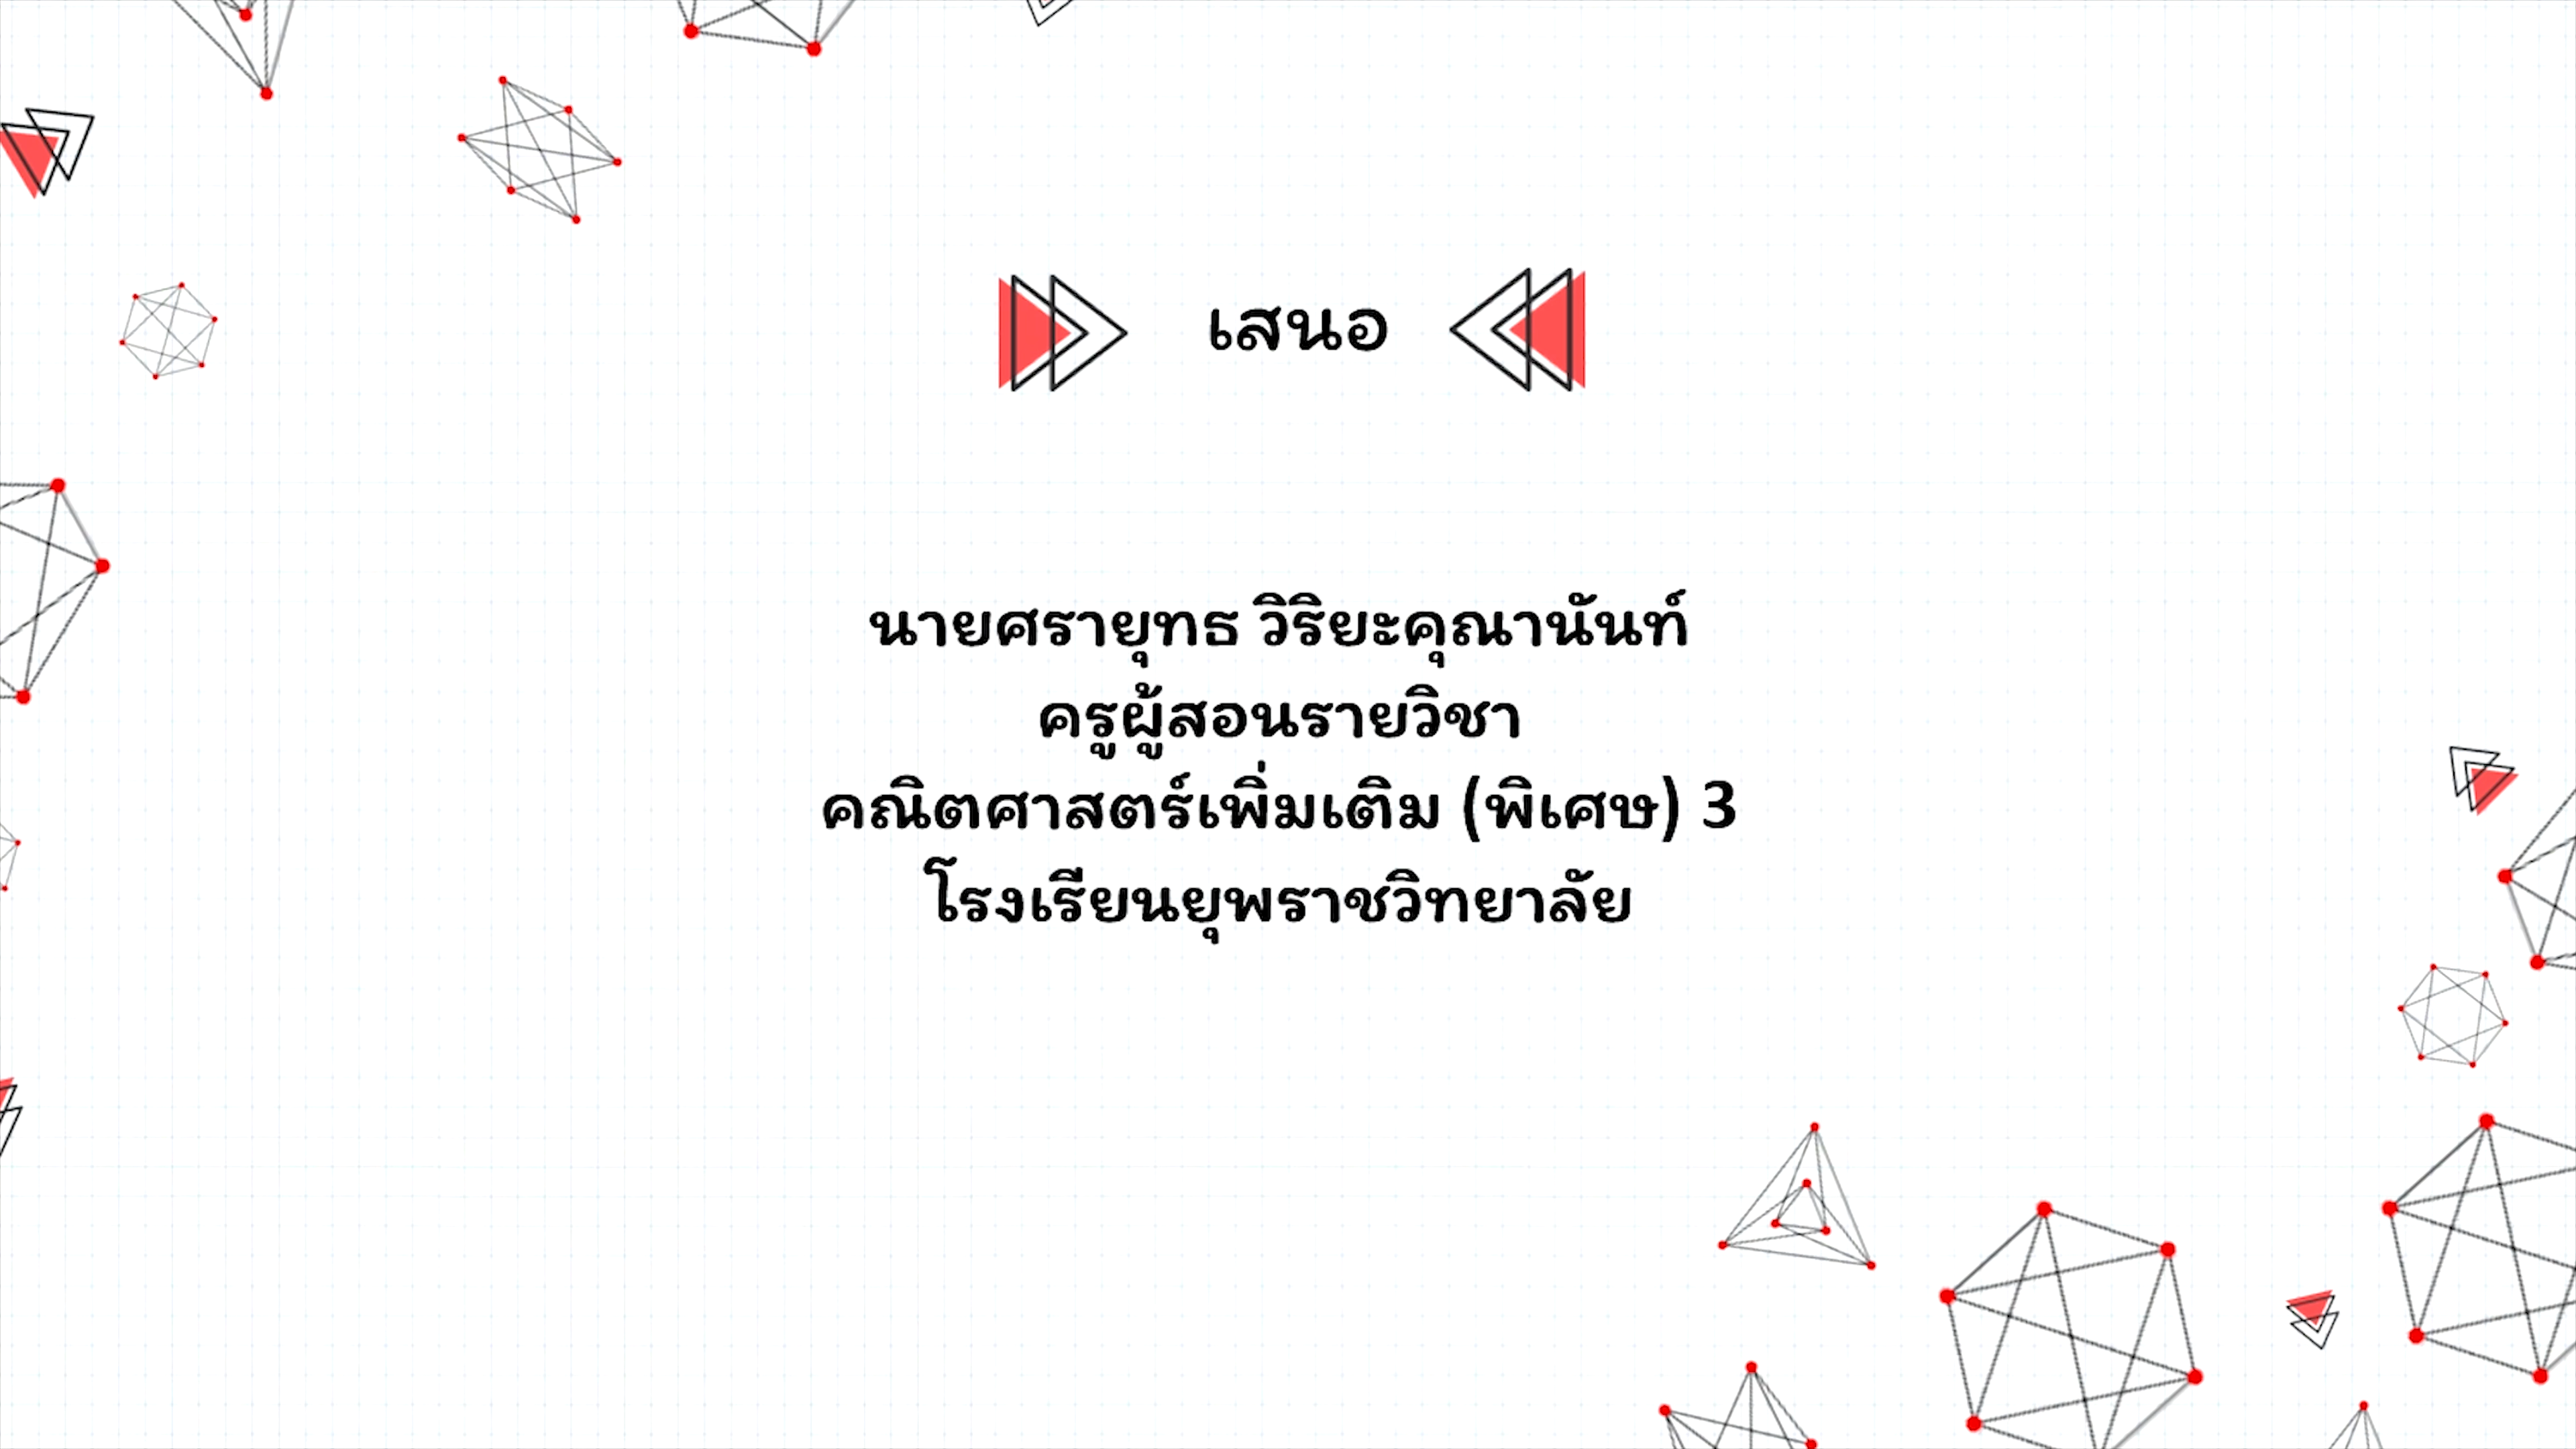 เสนอ
นายศรายุทธ วิริยะคุณานันท์
ครูผู้สอนรายวิชา
คณิตศาสตร์เพิ่มเติม (พิเศษ) 3
โรงเรียนยุพราชวิทยาลัย